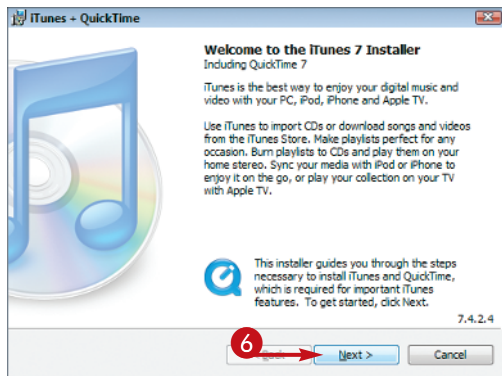 iTunes + QuickTime
Welcome to the iTunes 7 Installer
Including QuickTime 7
iTunes is the best way to enjoy your digital music and
video with your PC, iPod, iPhone and Apple TV.
Use iTunes to import CDs or download songs and videos
from the iTunes Store. Make playlists perfect for any
occasion. Burn playlists to CDs and play them on your
home stereo. Sync your media with iPod or iPhone to
enjoy it on the go, or play your collection on your TV
with Apple TV.
This installer guides you through the steps
necessary to install iTunes and QuickTime,
which is required for important iTunes
features. To get started, click Next.
7.4.2.4
6 Next > Cancel